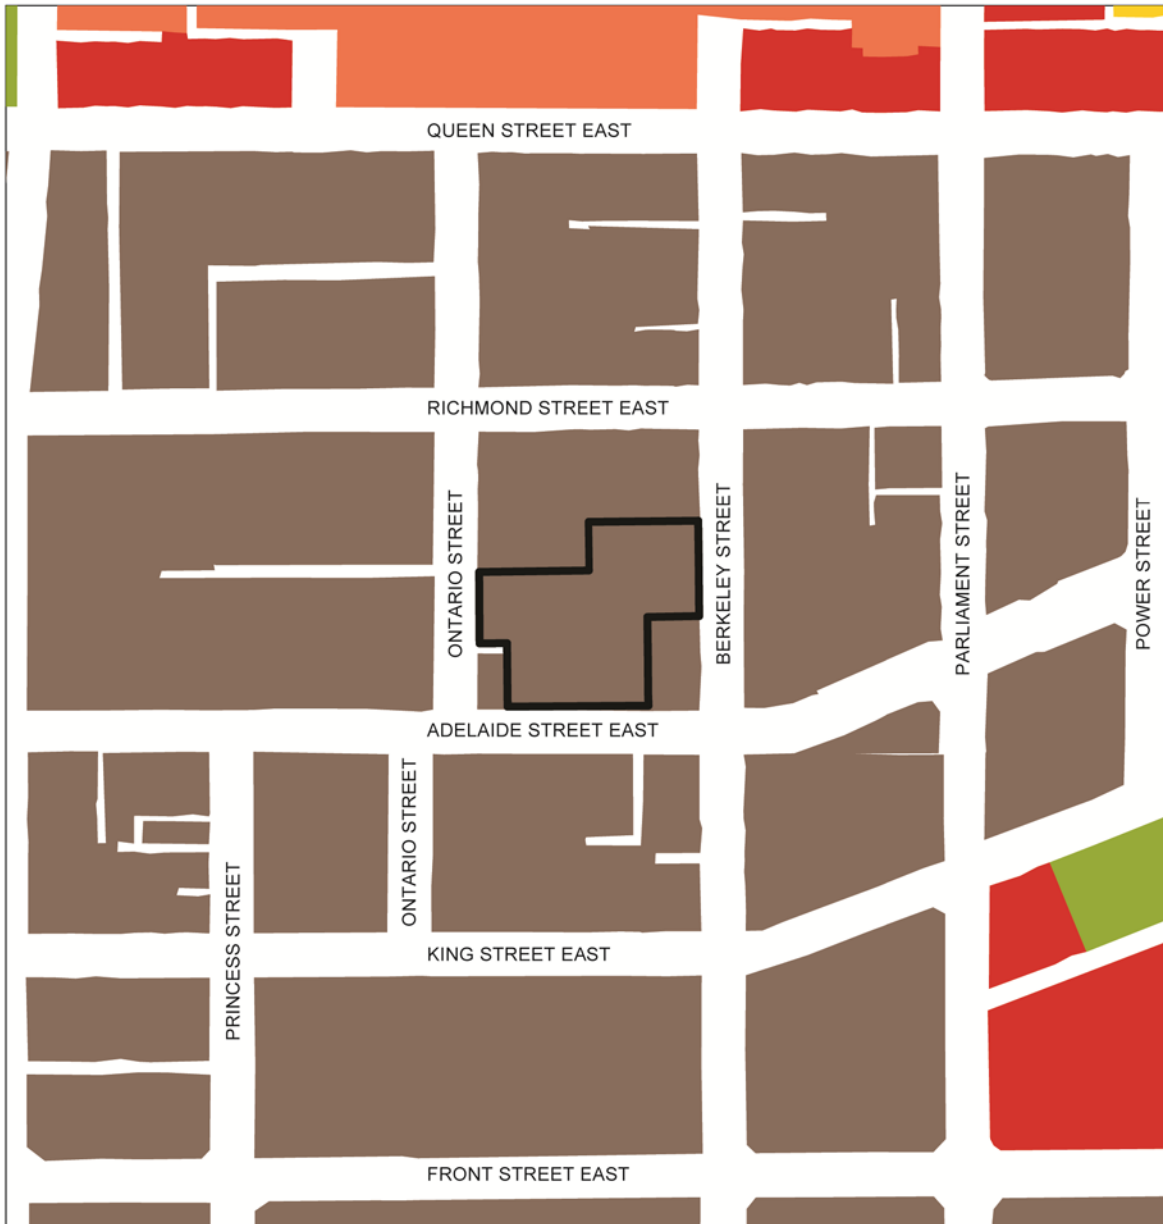 QUEEN STREET EAST
RICHMOND STREET EAST
ONTARIO STREET
BERKELEY STREET
PARLIAMENT STREET
POWER STREET
ADELAIDE STREET EAST
ONTARIO STREET
PRINCESS STREET
KING STREET EAST
FRONT STREET EAST